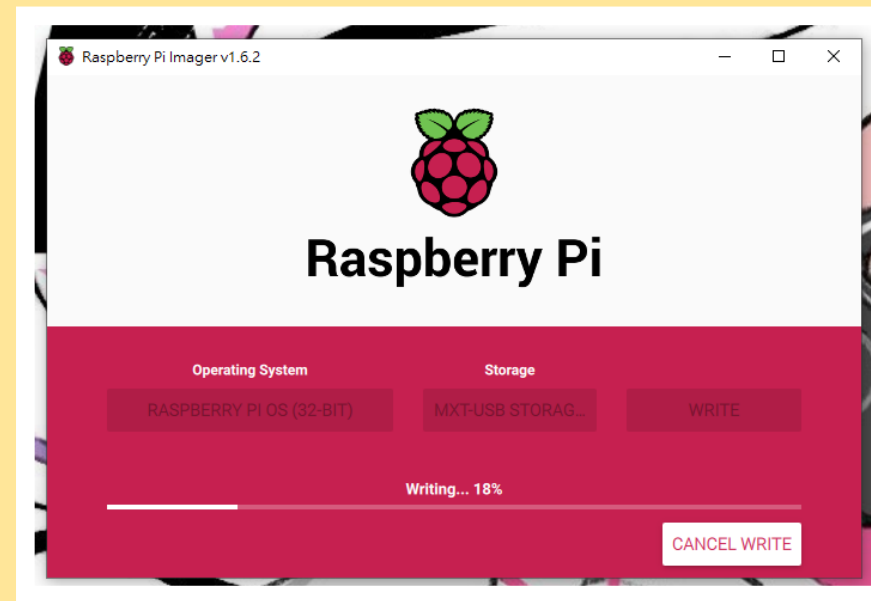 Raspberry Pi Imager v1.6.2
Raspberry Pi
Operating System
Storage
RASPBERRY PI OS (32-BIT)
MXT-USB STORAG...
WRITE
Writing... 18%
CANCEL WRITE